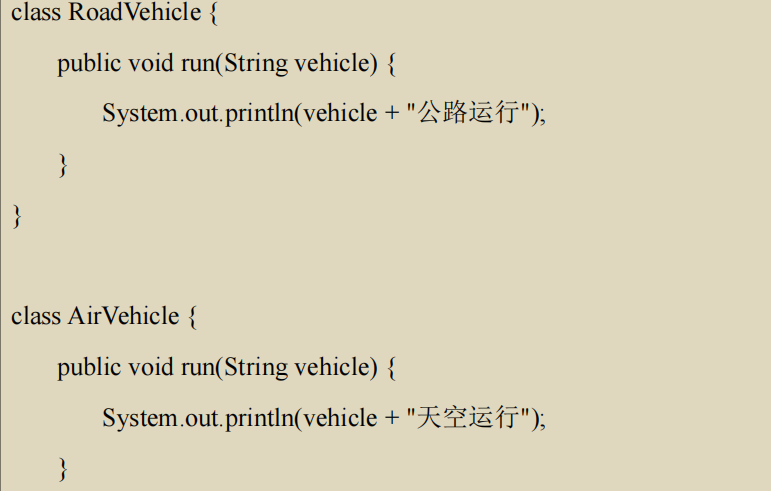 class RoadVehicle {
public void run(String vehicle) {
System.out.println(vehicle + "公路运行");
}
}
class AirVehicle {
public void run(String vehicle) {
System.out.println(vehicle + "天空运行");
}